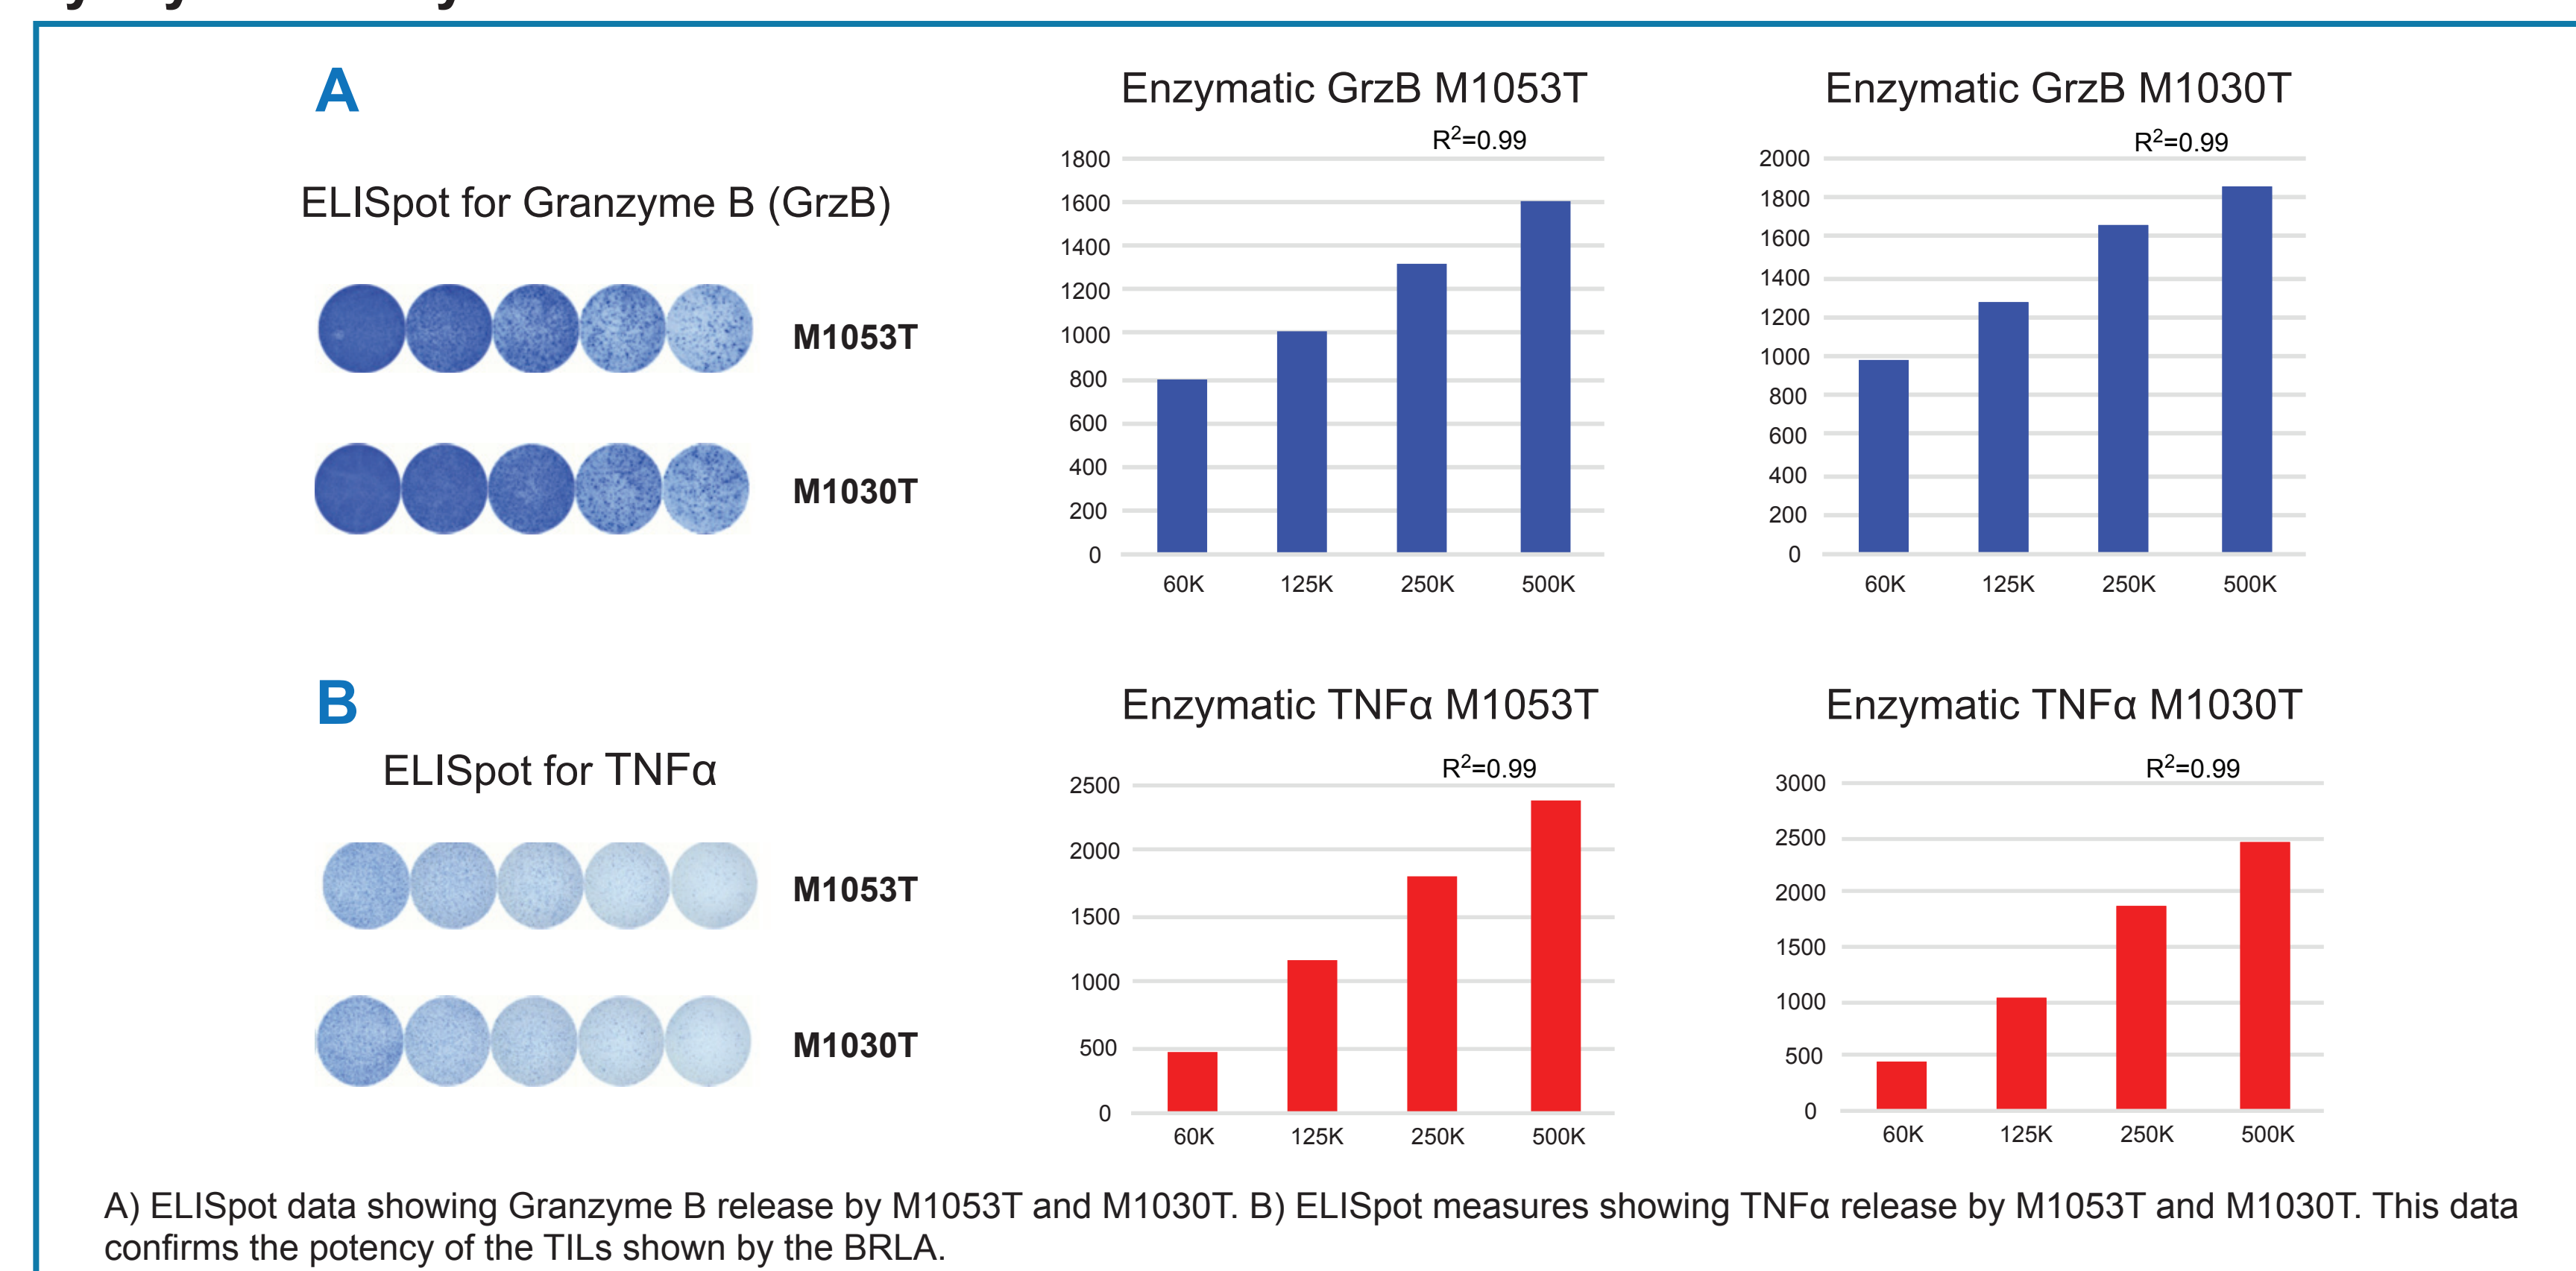 A
ELISpot for Granzyme B (GrzB)
M1053T
M1030T
Enzymatic GrzB M1053T
R²=0.99
1800
1600
1400
1200
1000
800
600
400
200
0
60K 125K 250K 500K
Enzymatic GrzB M1030T
R²=0.99
2000
1800
1600
1400
1200
1000
800
600
400
200
0
60K 125K 250K 500K
B
ELISpot for TNFα
M1053T
M1030T
Enzymatic TNFα M1053T
R²=0.99
2500
2000
1500
1000
500
0
60K 125K 250K 500K
Enzymatic TNFα M1030T
R²=0.99
3000
2500
2000
1500
1000
500
0
60K 125K 250K 500K
A) ELISpot data showing Granzyme B release by M1053T and M1030T. B) ELISpot measures showing TNFα release by M1053T and M1030T. This data
confirms the potency of the TILs shown by the BRLA.